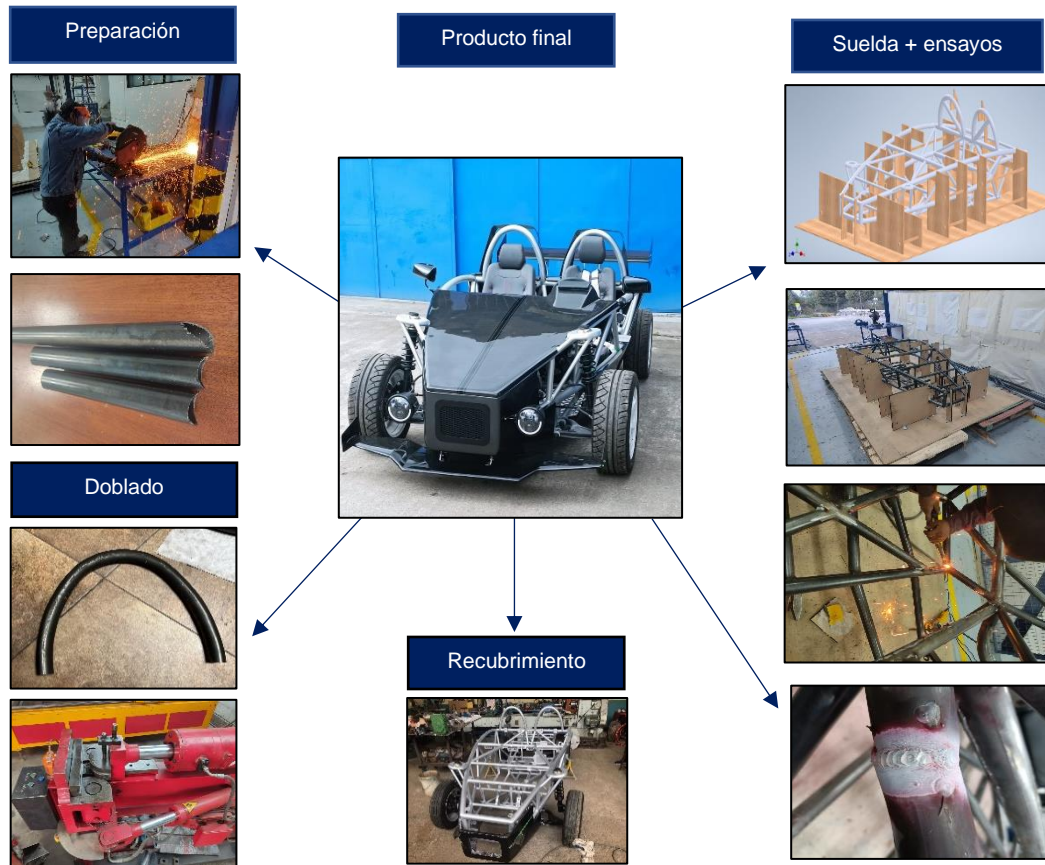 Preparación
Producto final
Suelda + ensayos
Doblado
Recubrimiento